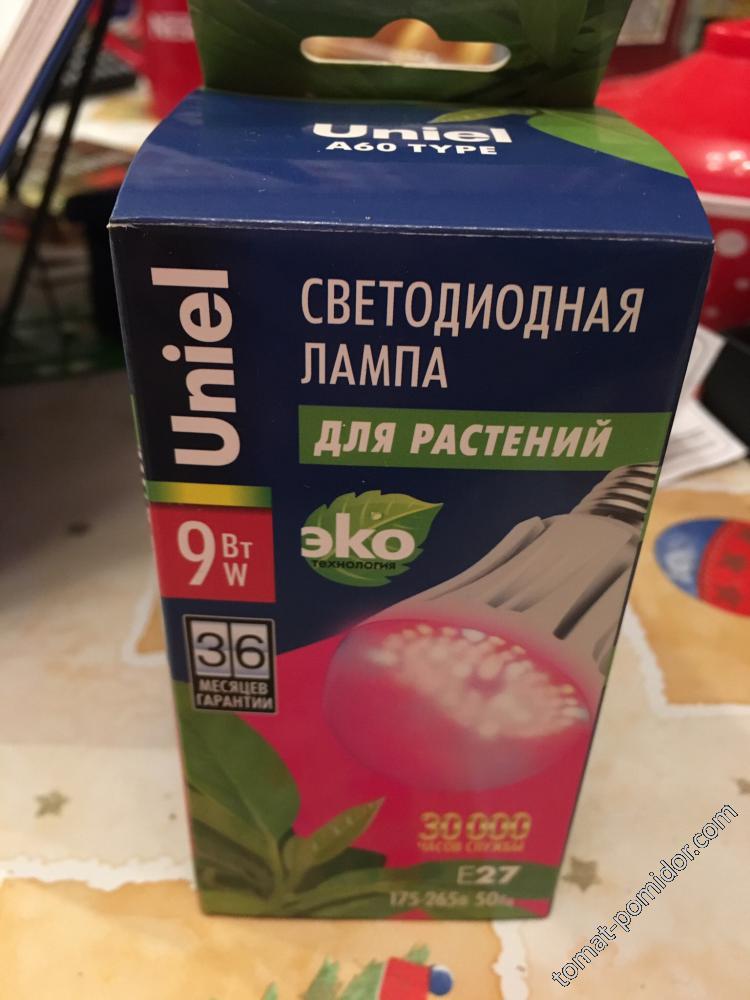 Uniel
A60 TYPE
Uniel
СВЕТОДИОДНАЯ
ЛАМПА
ДЛЯ РАСТЕНИЙ
9 Вт
W
эко
технология
36
МЕСЯЦЕВ
ГАРАНТИИ
30 000
ЧАСОВ СЛУЖБЫ
E27
175-265в 50Гц
tomat-pomidor.com